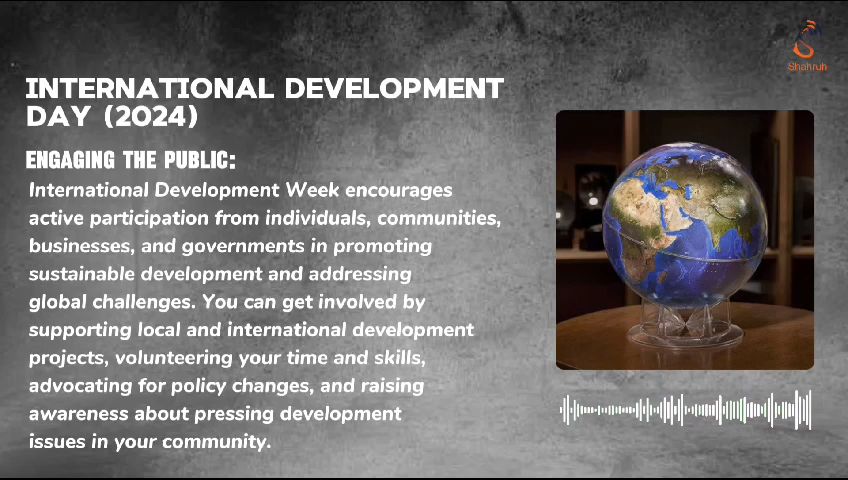 INTERNATIONAL DEVELOPMENT
DAY (2024)
ENGAGING THE PUBLIC:
International Development Week encourages
active participation from individuals, communities,
businesses, and governments in promoting
sustainable development and addressing
global challenges. You can get involved by
supporting local and international development
projects, volunteering your time and skills,
advocating for policy changes, and raising
awareness about pressing development
issues in your community.
Shahruh